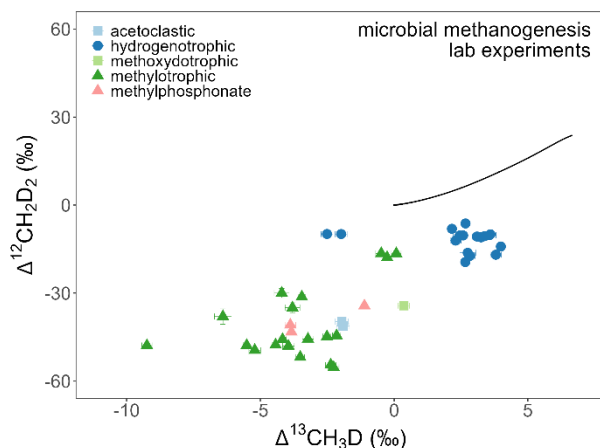 microbial methanogenesis
lab experiments
acetoclastic
hydrogenotrophic
methoxydotrophic
methylotrophic
methylphosphonate
Δ¹²CH₂D₂ (‰)
60
30
0
-30
-60
-10
-5
0
5
Δ¹³CH₃D (‰)